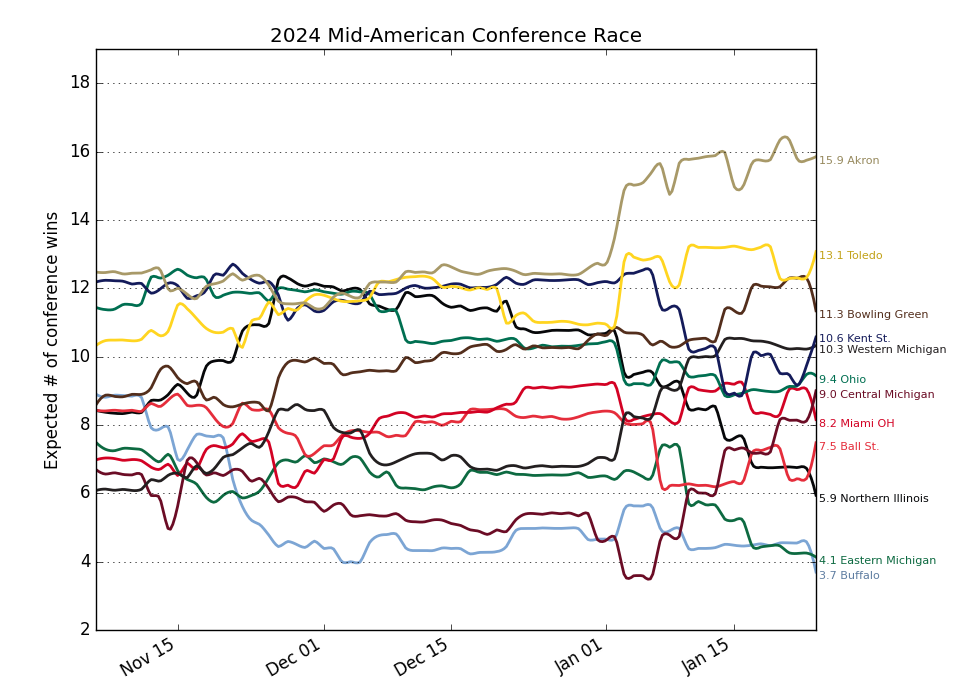 2024 Mid-American Conference Race
Expected # of conference wins
18
16
14
12
10
8
6
4
2
Nov 15
Dec 01
Dec 15
Jan 01
Jan 15
15.9 Akron
13.1 Toledo
11.3 Bowling Green
10.6 Kent St.
10.3 Western Michigan
9.4 Ohio
9.0 Central Michigan
8.2 Miami OH
7.5 Ball St.
5.9 Northern Illinois
4.1 Eastern Michigan
3.7 Buffalo